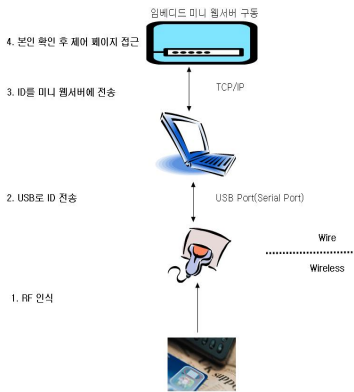 임베디드 미니 웹서버 구동
4. 본인 확인 후 제어 페이지 접근
TCP/IP
3. ID를 미니 웹서버에 전송
2. USB로 ID 전송
USB Port(Serial Port)
Wire
Wireless
1. RF 인식